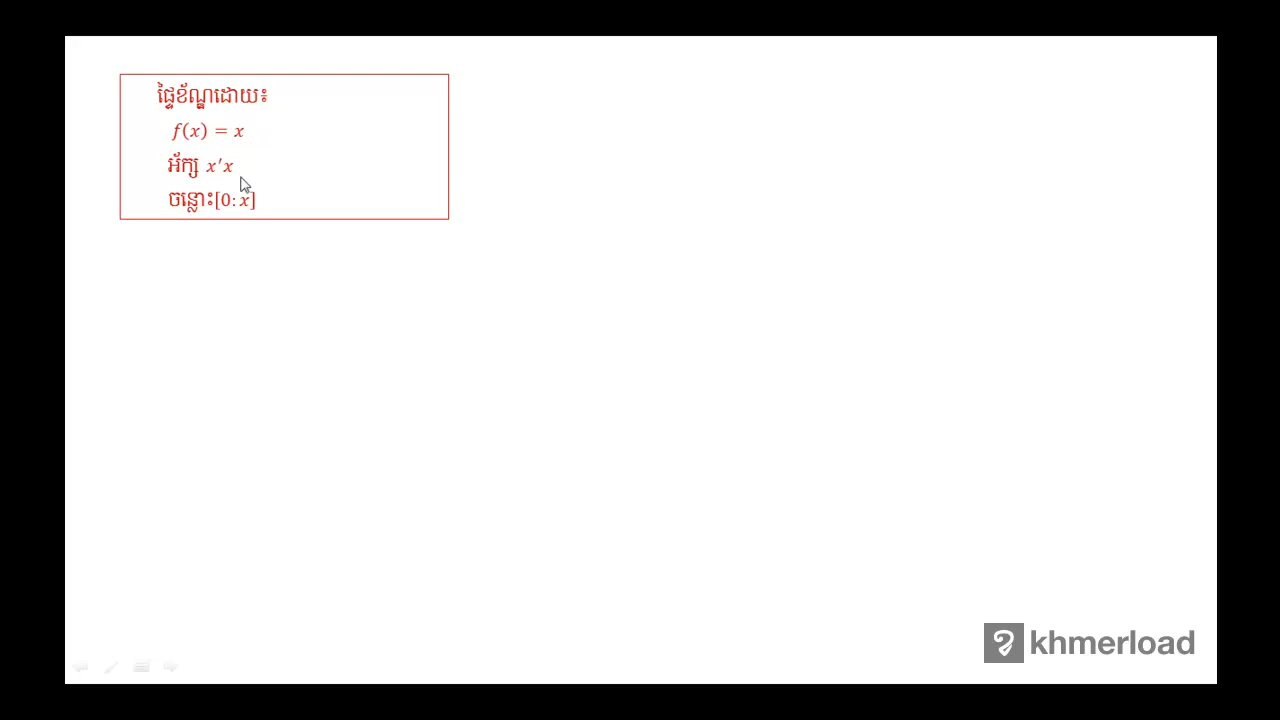 ផ្ទៃខ័ណ្ឌដោយ៖
f(x) = x
អ័ក្ស x′x
ចន្លោះ[0: x]
khmerload